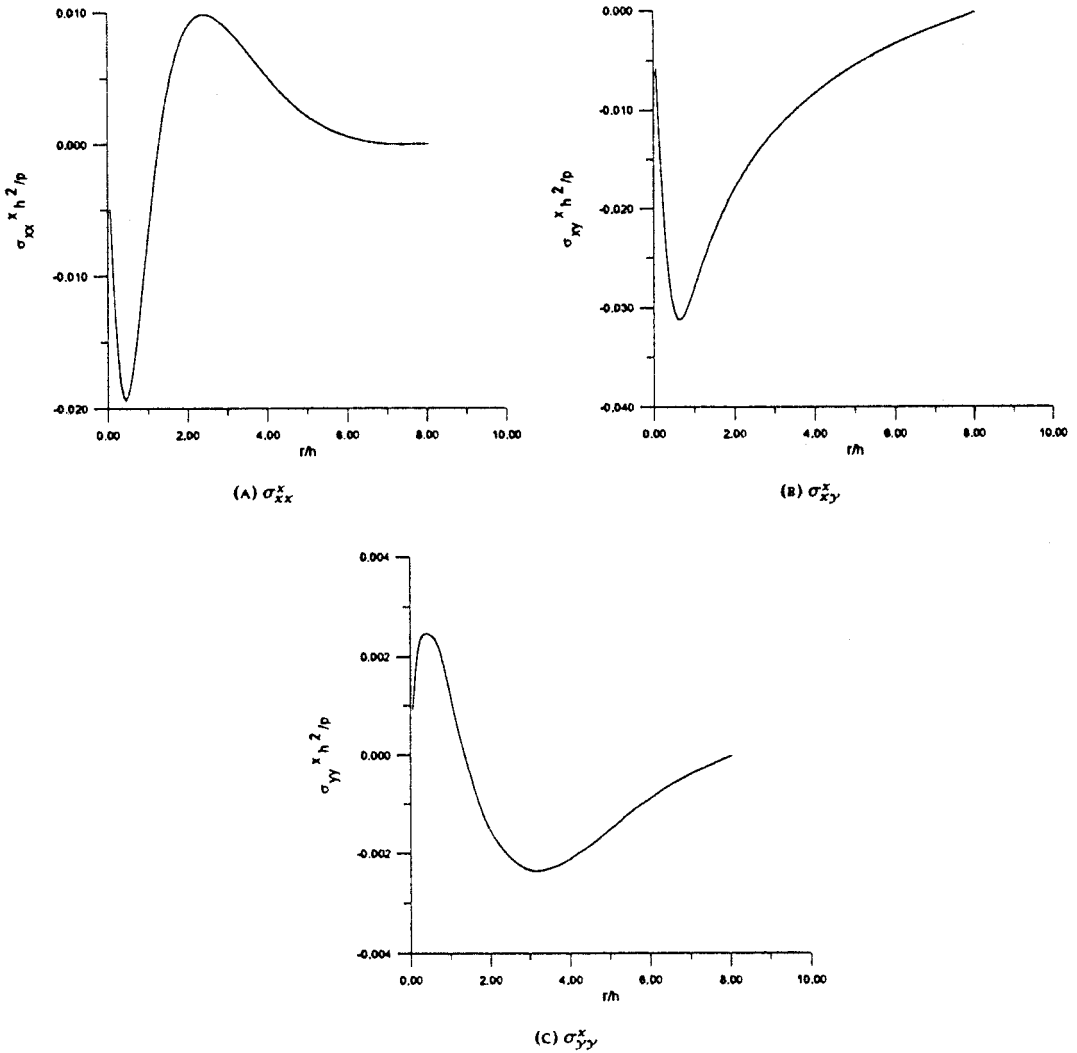 0.010
0.000
-0.010
-0.020
σxx^x h^2/p
0.00 2.00 4.00 6.00 8.00 10.00
r/h
(A) σ^x_xx
0.000
-0.010
-0.020
-0.030
-0.040
σxy^x h^2/p
0.00 2.00 4.00 6.00 8.00 10.00
r/h
(B) σ^x_xy
0.004
0.002
0.000
-0.002
-0.004
σyy^x h^2/p
0.00 2.00 4.00 6.00 8.00 10.00
r/h
(C) σ^x_yy